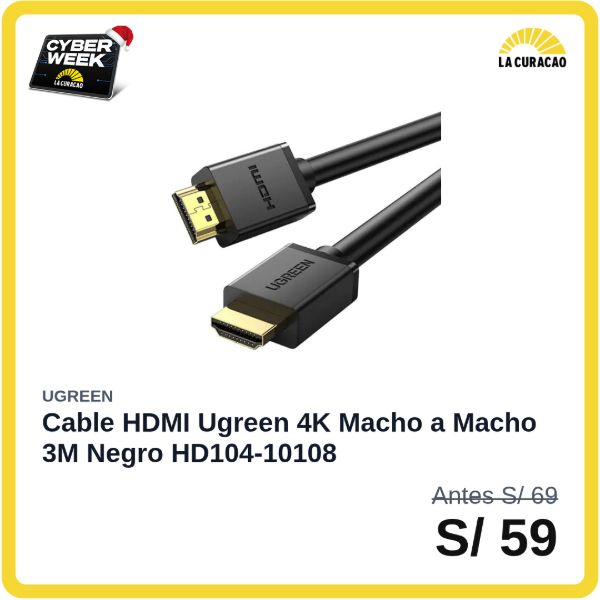 CYBER
WEEK
LA CURACAO
LA CURACAO
HDMI
UGREEN
UGREEN
Cable HDMI Ugreen 4K Macho a Macho
3M Negro HD104-10108
Antes S/ 69
S/ 59